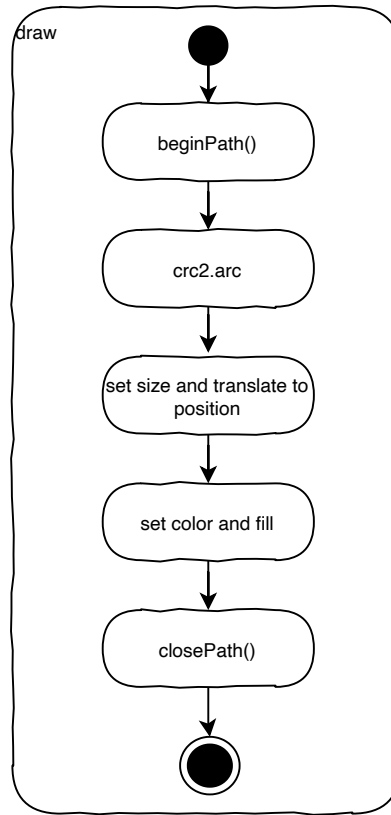 draw
beginPath()
crc2.arc
set size and translate to
position
set color and fill
closePath()